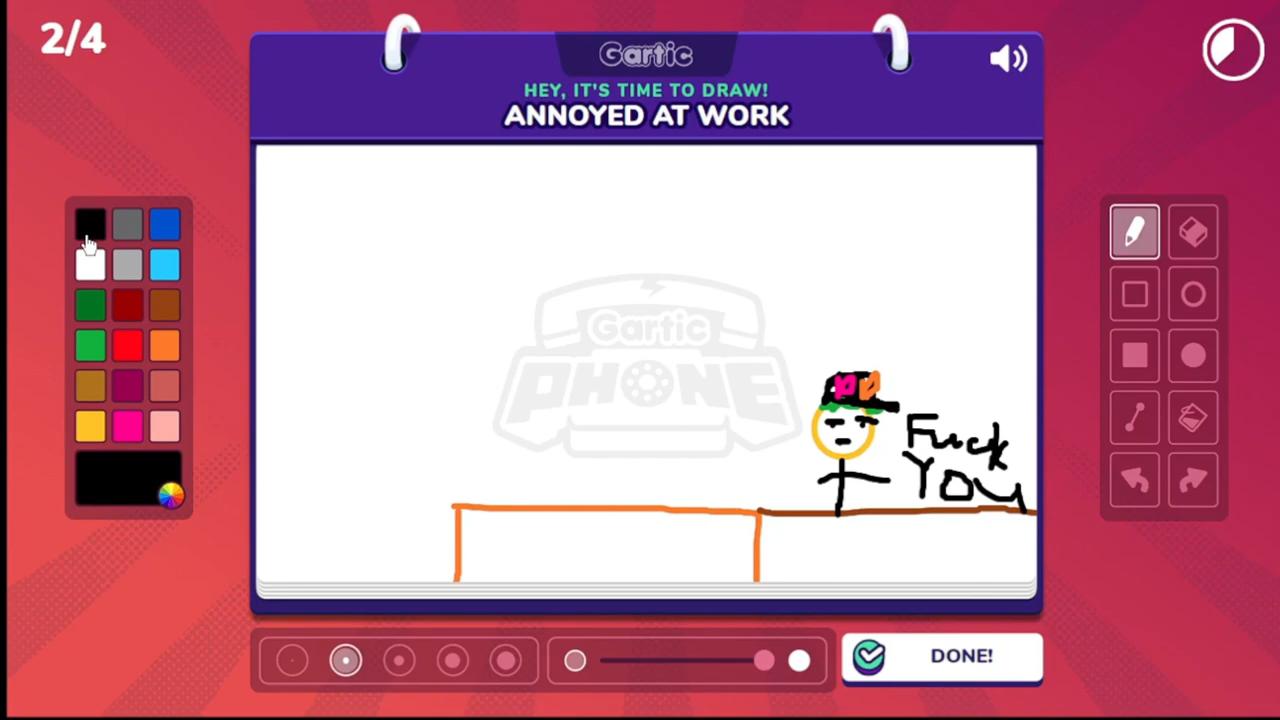 2/4
Gartic
HEY, IT'S TIME TO DRAW!
ANNOYED AT WORK
Gartic
PHONE
Fuck
You
DONE!